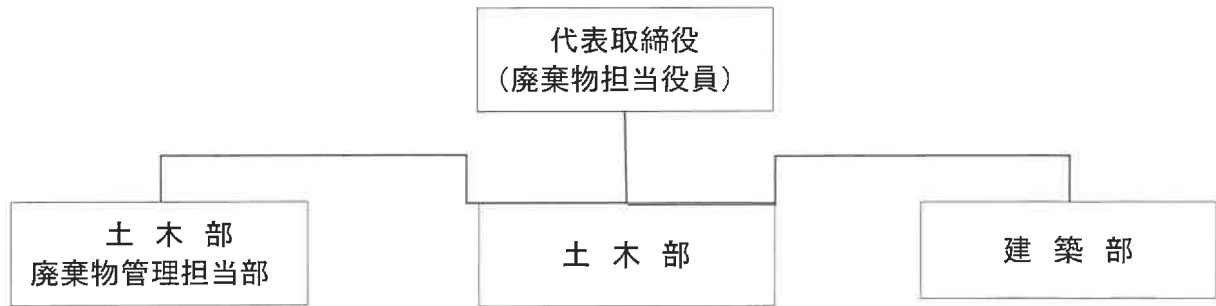 代表取締役
（廃棄物担当役員）
土木部
廃棄物管理担当部
土木部
建築部